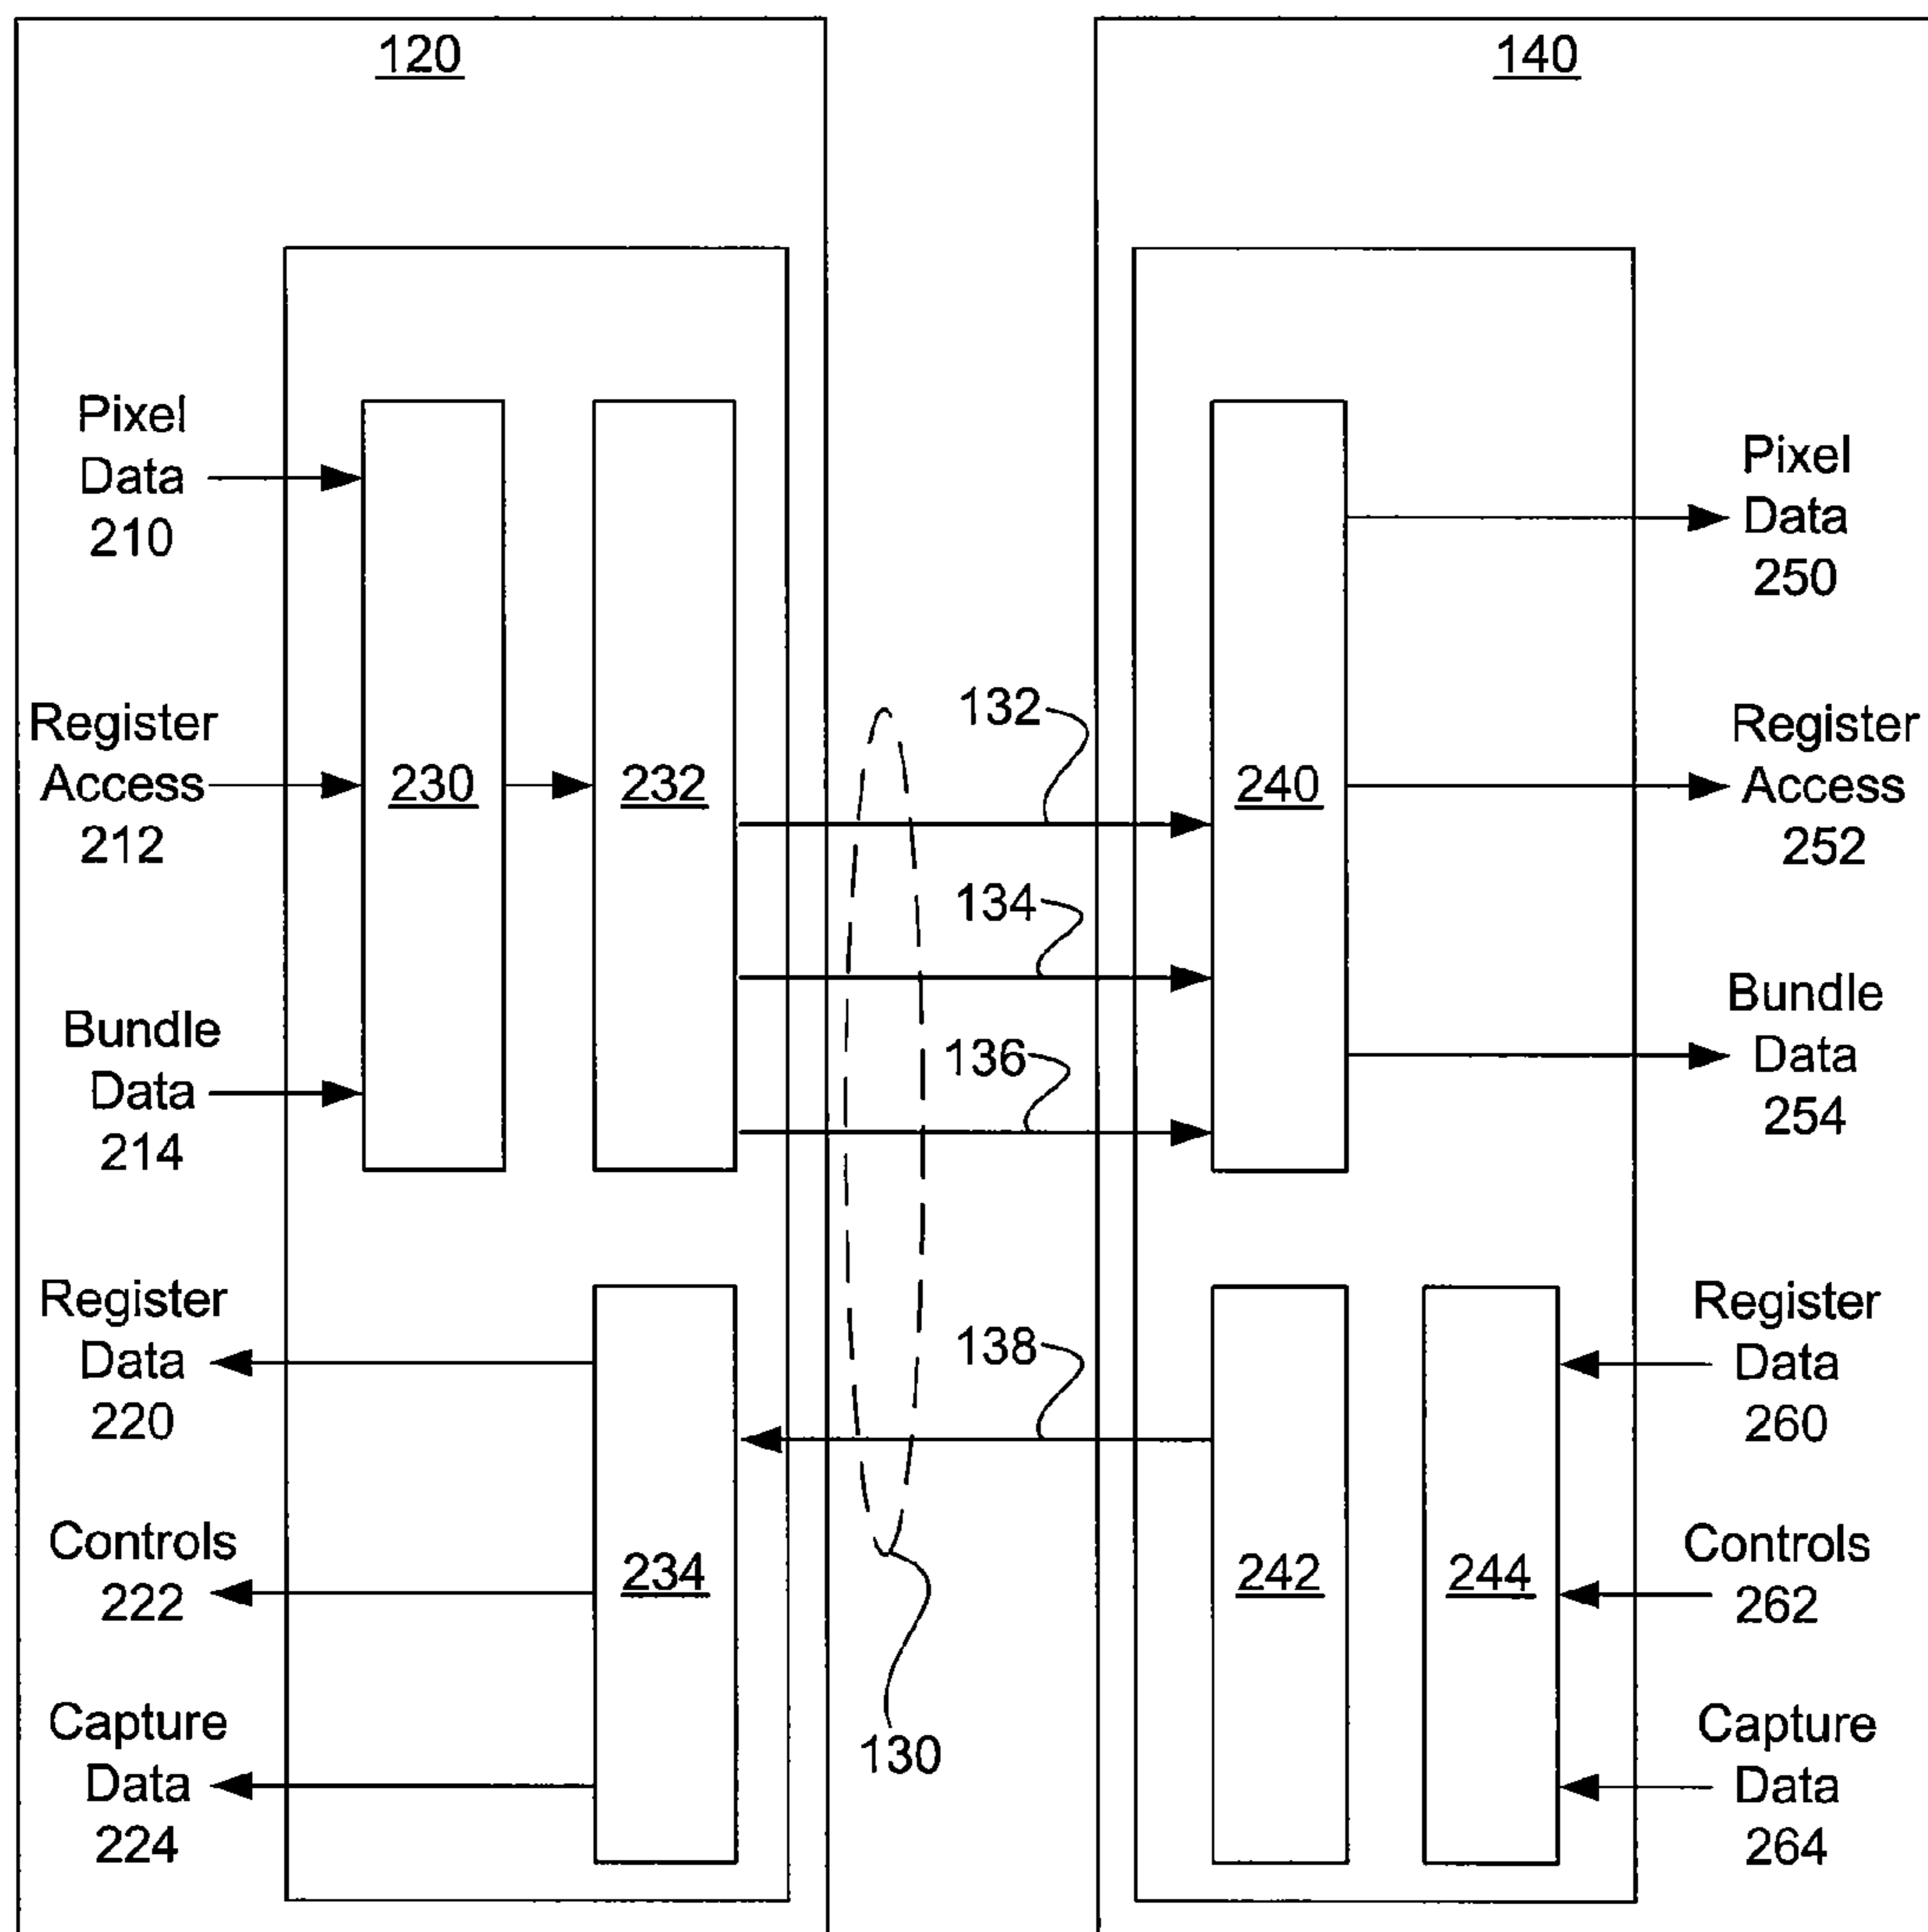 120
140
Pixel
Data
210
Register
Access
212
Bundle
Data
214
230
232
132
134
136
240
Pixel
Data
250
Register
Access
252
Bundle
Data
254
Register
Data
220
Controls
222
Capture
Data
224
234
138
130
242
244
Register
Data
260
Controls
262
Capture
Data
264